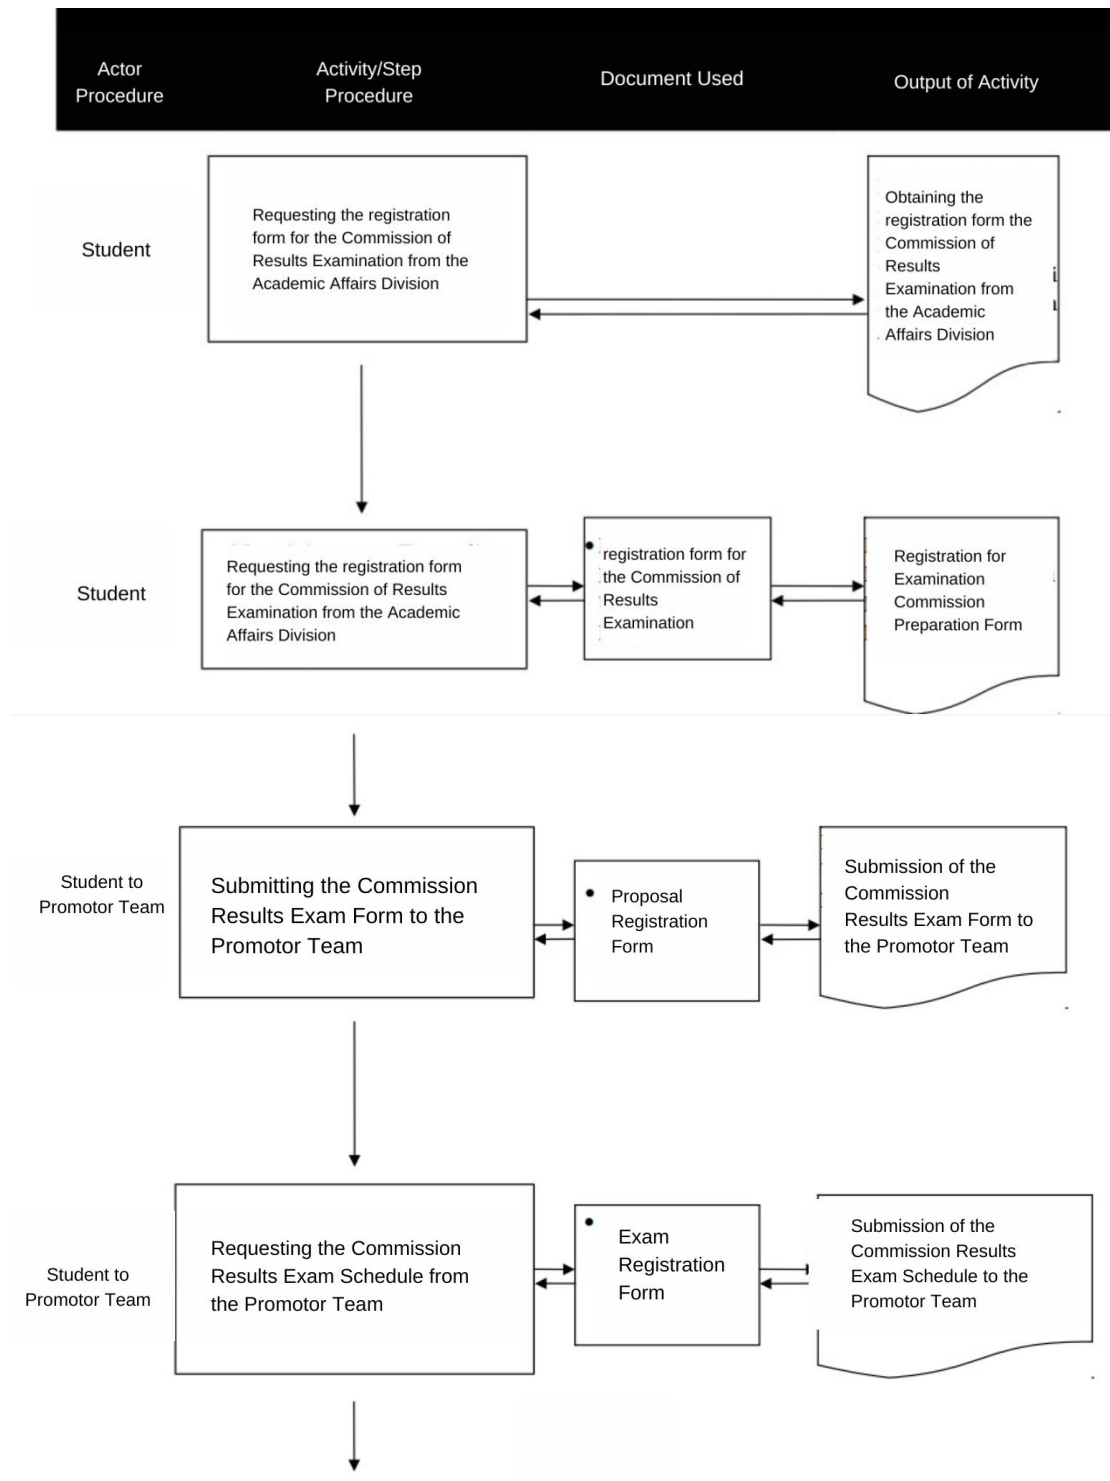 Actor
Procedure
Activity/Step
Procedure
Document Used
Output of Activity
Student
Requesting the registration
form for the Commission of
Results Examination from the
Academic Affairs Division
Obtaining the
registration form the
Commission of
Results
Examination from
the Academic
Affairs Division
Student
Requesting the registration form
for the Commission of Results
Examination from the Academic
Affairs Division
registration form for
the Commission of
Results
Examination
Registration for
Examination
Commission
Preparation Form
Student to
Promotor Team
Submitting the Commission
Results Exam Form to the
Promotor Team
Proposal
Registration
Form
Submission of the
Commission
Results Exam Form to
the Promotor Team
Student to
Promotor Team
Requesting the Commission
Results Exam Schedule from
the Promotor Team
Exam
Registration
Form
Submission of the
Commission Results
Exam Schedule to the
Promotor Team